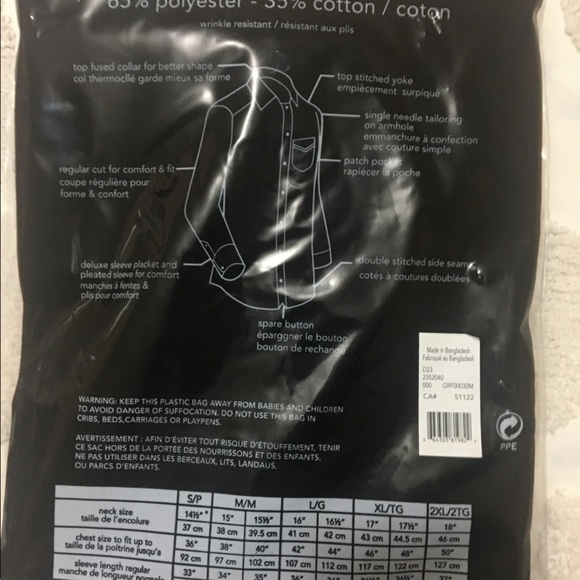 65% polyester - 35% cotton / coton
wrinkle resistant / résistant aux plis
top fused collar for better shape
col thermocllé garde mieux sa forme
top stitched yoke
empiècement surpiqué
single needle tailoring
on armhole
emmanchure à confection
avec couture simple
patch pocket
rapiécer la poche
regular cut for comfort & fit
coupe régulière pour
forme & confort
deluxe sleeve placket and
pleated sleeve for comfort
manches à fentes &
plis pour comfort
double stitched side seams
cotés à coutures doublées
spare button
épargner le bouton
bouton de rechange
Made in Bangladesh
Fabriqué au Bangladesh
D23
2352040
000 GRF00030M
CA# 51122
PPE
WARNING: KEEP THIS PLASTIC BAG AWAY FROM BABIES AND CHILDREN
TO AVOID DANGER OF SUFFOCATION. DO NOT USE THIS BAG IN
CRIBS, BEDS,CARRIAGES OR PLAYPENS.
AVERTISSEMENT : AFIN D'ÉVITER TOUT RISQUE D'ÉTOUFFEMENT, TENIR
CE SAC HORS DE LA PORTÉE DES NOURRISSONS ET DES ENFANTS.
NE PAS UTILISER DANS LES BERCEAUX, LITS, LANDAUS,
OU PARCS D'ENFANTS.
S/P M/M L/G XL/TG 2XL/2TG
neck size 14½"* 15" 15½" 16" 16½" 17" 17½" 18"
taille de l'encolure 37 cm 38 cm 39.5 cm 41 cm 42 cm 43 cm 44.5 cm 46 cm
chest size to fit up to 36" 38" 40" 42" 44" 46" 48" 50"
taille de la poitrine jusqu'a 92 cm 97 cm 102 cm 107 cm 112 cm 117 cm 122 cm 127 cm
sleeve length regular 33" 34" 35"
manche de longueur normale